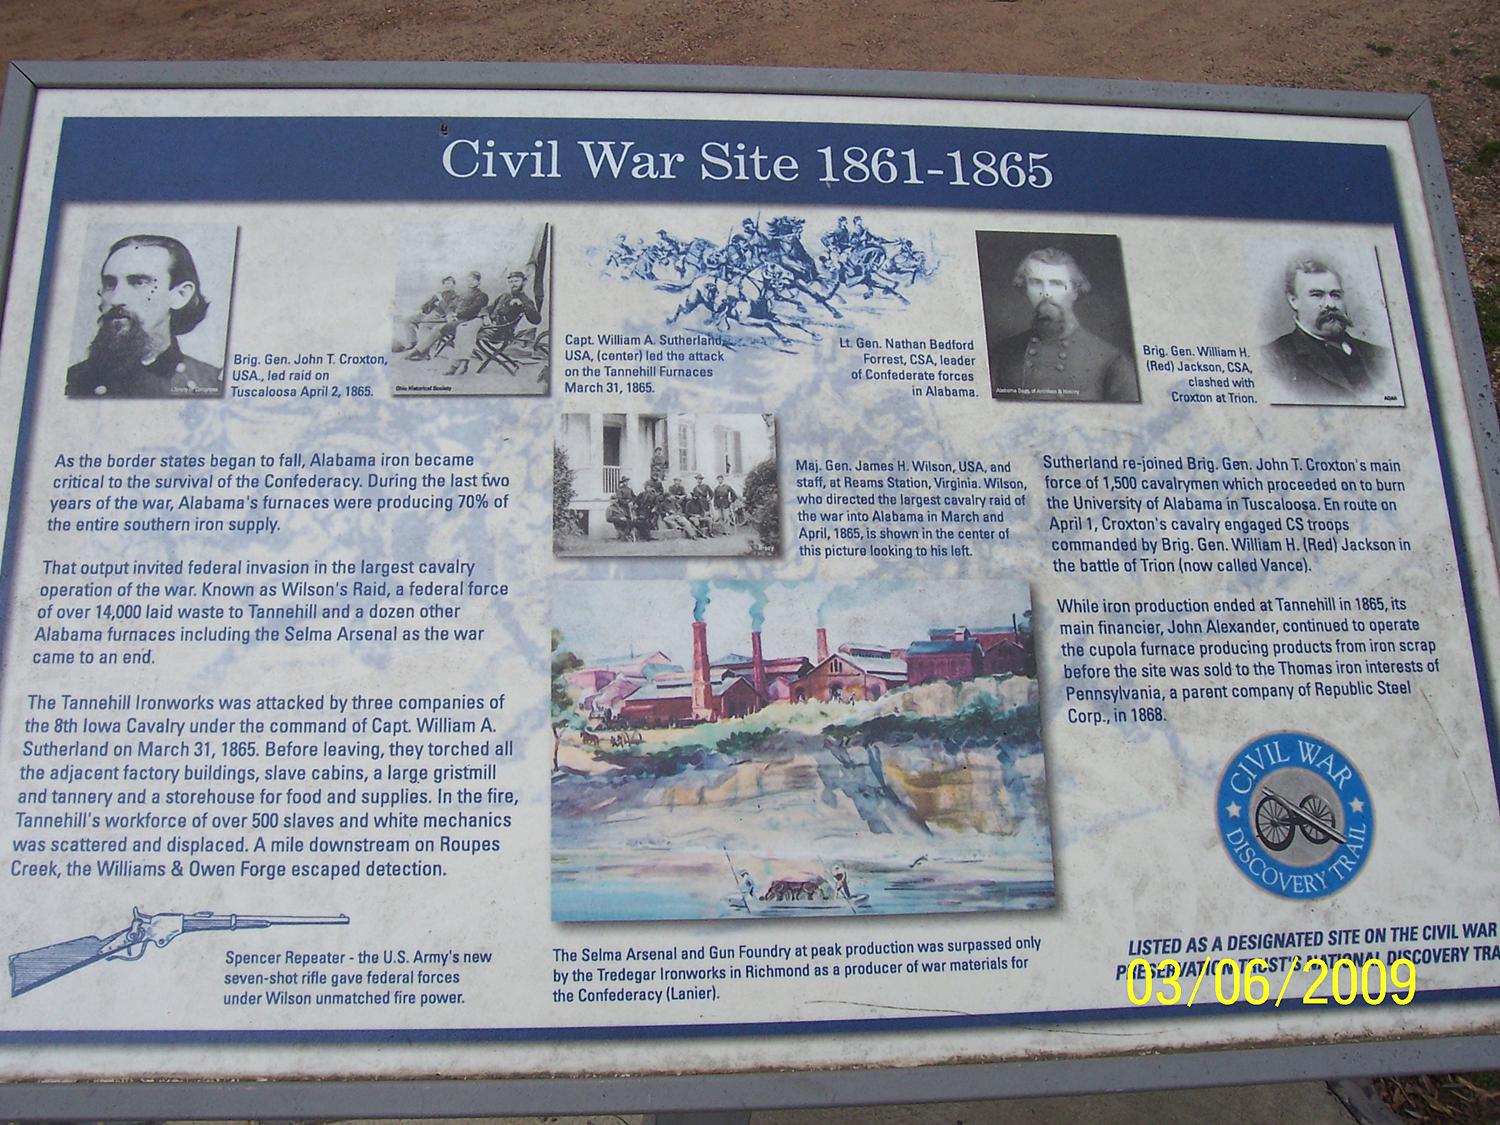 Civil War Site 1861-1865
Library of Congress
Brig. Gen. John T. Croxton,
USA., led raid on
Tuscaloosa April 2, 1865.
Ohio Historical Society
Capt. William A. Sutherland,
USA, (center) led the attack
on the Tannehill Furnaces
March 31, 1865.
Lt. Gen. Nathan Bedford
Forrest, CSA, leader
of Confederate forces
in Alabama.
Alabama Dept. of Archives & History
Brig. Gen. William H.
(Red) Jackson, CSA,
clashed with
Croxton at Trion.
As the border states began to fall, Alabama iron became
critical to the survival of the Confederacy. During the last two
years of the war, Alabama's furnaces were producing 70% of
the entire southern iron supply.
That output invited federal invasion in the largest cavalry
operation of the war. Known as Wilson's Raid, a federal force
of over 14,000 laid waste to Tannehill and a dozen other
Alabama furnaces including the Selma Arsenal as the war
came to an end.
The Tannehill Ironworks was attacked by three companies of
the 8th Iowa Cavalry under the command of Capt. William A.
Sutherland on March 31, 1865. Before leaving, they torched all
the adjacent factory buildings, slave cabins, a large gristmill
and tannery and a storehouse for food and supplies. In the fire,
Tannehill's workforce of over 500 slaves and white mechanics
was scattered and displaced. A mile downstream on Roupes
Creek, the Williams & Owen Forge escaped detection.
Spencer Repeater - the U.S. Army's new
seven-shot rifle gave federal forces
under Wilson unmatched fire power.
Maj. Gen. James H. Wilson, USA, and
staff, at Reams Station, Virginia. Wilson,
who directed the largest cavalry raid of
the war into Alabama in March and
April, 1865, is shown in the center of
this picture looking to his left.
The Selma Arsenal and Gun Foundry at peak production was surpassed only
by the Tredegar Ironworks in Richmond as a producer of war materials for
the Confederacy (Lanier).
Sutherland re-joined Brig. Gen. John T. Croxton's main
force of 1,500 cavalrymen which proceeded on to burn
the University of Alabama in Tuscaloosa. En route on
April 1, Croxton's cavalry engaged CS troops
commanded by Brig. Gen. William H. (Red) Jackson in
the battle of Trion (now called Vance).
While iron production ended at Tannehill in 1865, its
main financier, John Alexander, continued to operate
the cupola furnace producing products from iron scrap
before the site was sold to the Thomas iron interests of
Pennsylvania, a parent company of Republic Steel
Corp., in 1868.
CIVIL WAR
DISCOVERY TRAIL
LISTED AS A DESIGNATED SITE ON THE CIVIL WAR
PRESERVATION TRUST'S NATIONAL DISCOVERY TRA
03/06/2009